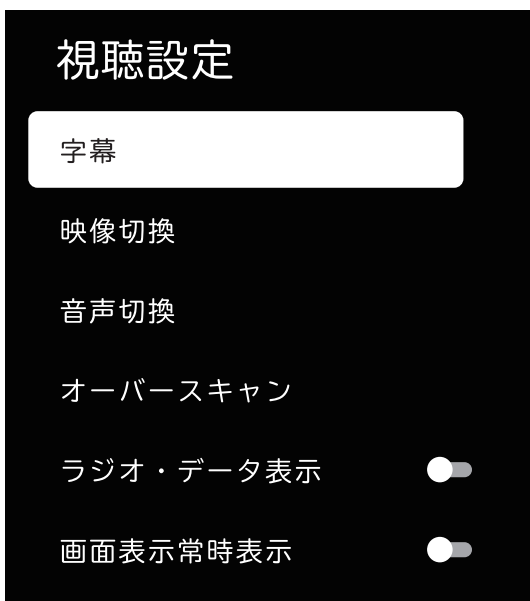 視聴設定
字幕
映像切換
音声切換
オーバースキャン
ラジオ・データ表示
画面表示常時表示